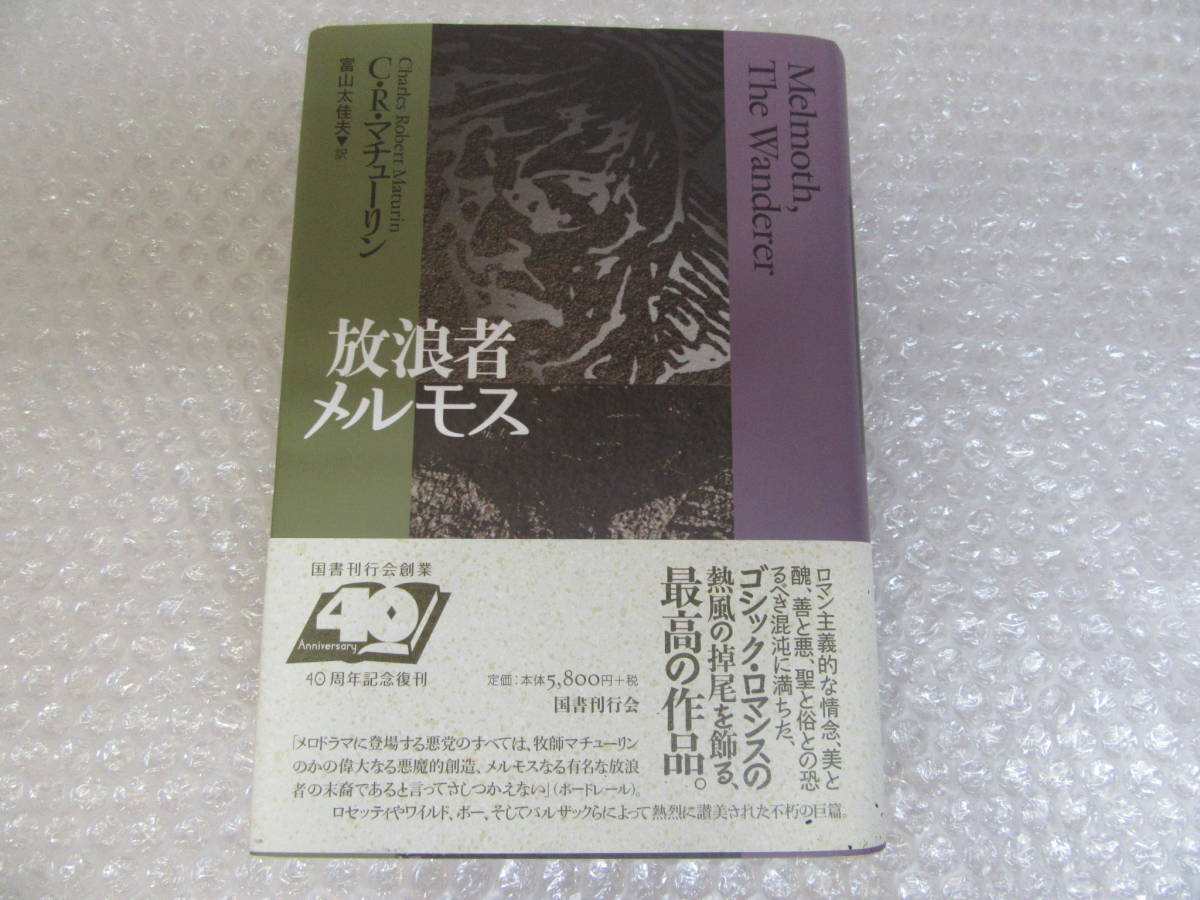 Melmoth,
The Wanderer
Charles Robert Maturin
C・R・マチューリン
富山太佳夫▼訳
放浪者
メルモス
ロマン主義的な情念、美と
醜、善と悪、聖と俗との恐
るべき混沌に満ちた、
ゴシック・ロマンスの
熱風の掉尾を飾る、
最高の作品。
国書刊行会創業
40
Anniversary
40周年記念復刊
定価：本体5,800円+税
国書刊行会
「メロドラマに登場する悪党のすべては、牧師マチューリン
のかの偉大なる悪魔的創造、メルモスなる有名な放浪
者の末裔であると言ってさしつかえない」（ボードレール）。
ロセッティやワイルド、ポー、そしてバルザックらによって熱烈に讃美された不朽の巨篇。